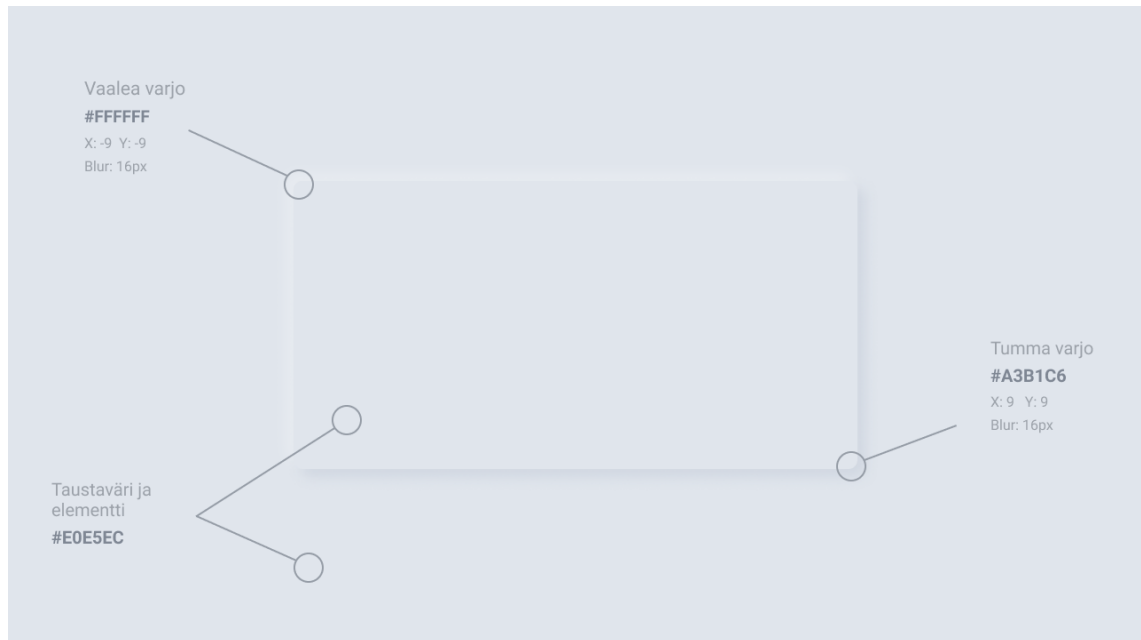 Vaalea varjo
#FFFFFF
X: -9 Y: -9
Blur: 16px
Tumma varjo
#A3B1C6
X: 9 Y: 9
Blur: 16px
Taustaväri ja
elementti
#E0E5EC